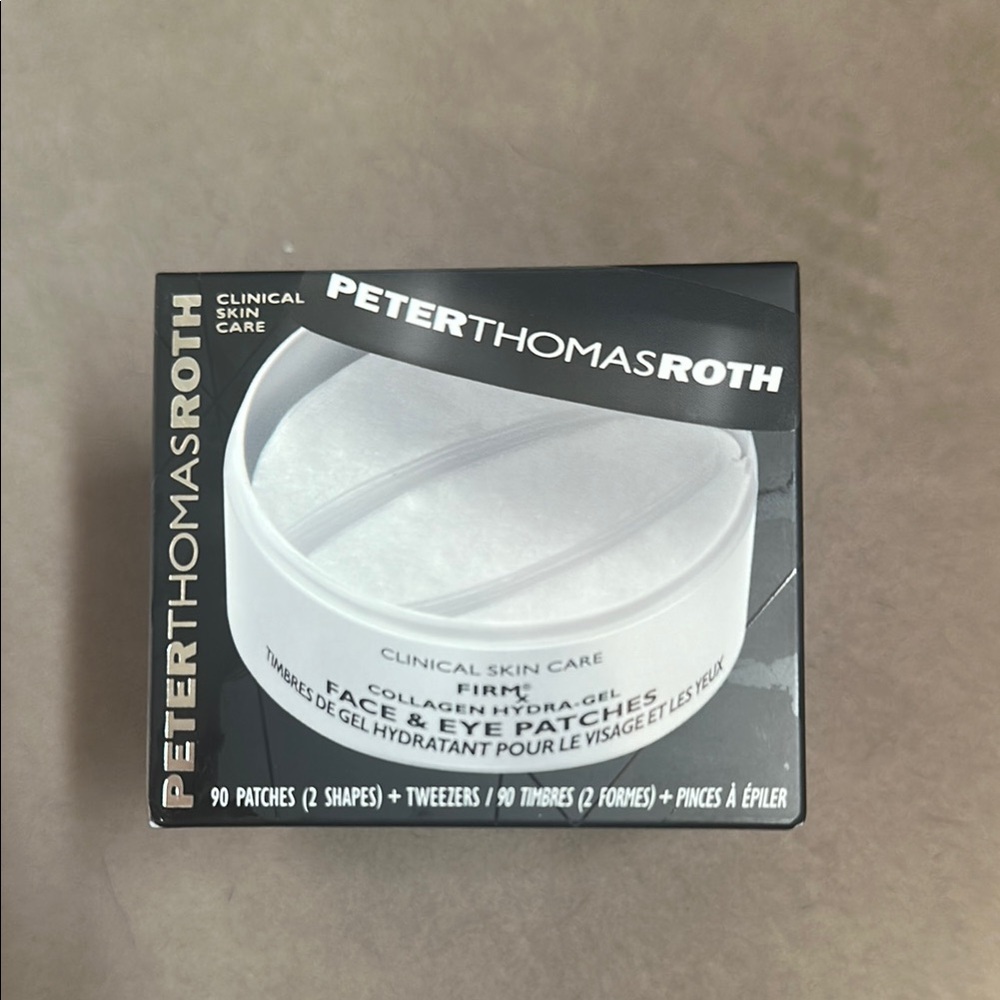 PETERTHOMASROTH
CLINICAL
SKIN
CARE
PETERTHOMASROTH
CLINICAL SKIN CARE
FIRMX®
COLLAGEN HYDRA-GEL
FACE & EYE PATCHES
TIMBRES DE GEL HYDRATANT POUR LE VISAGE ET LES YEUX
90 PATCHES (2 SHAPES) + TWEEZERS / 90 TIMBRES (2 FORMES) + PINCES À ÉPILER